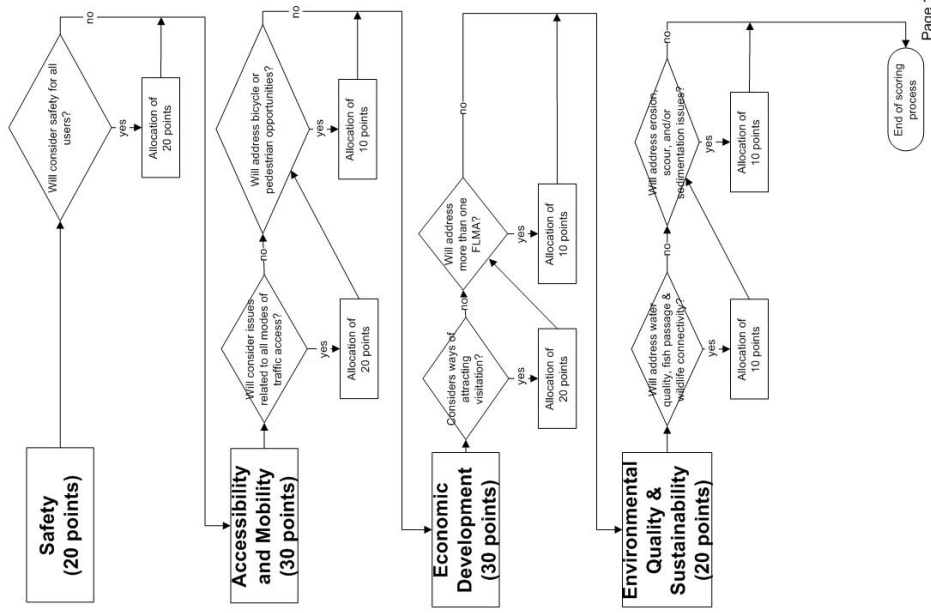 Safety
(20 points)
Will consider safety for all
users?
no
yes
Allocation of
20 points
Accessibility
and Mobility
(30 points)
Will consider issues
related to all modes of
traffic access?
no
yes
Allocation of
20 points
Will address bicycle or
pedestrian opportunities?
no
yes
Allocation of
10 points
Economic
Development
(30 points)
Considers ways of
attracting
visitation?
no
yes
Allocation of
20 points
Will address
more than one
FLMA?
no
yes
Allocation of
10 points
Environmental
Quality &
Sustainability
(20 points)
Will address water
quality, fish passage &
wildlife connectivity?
no
yes
Allocation of
10 points
Will address erosion,
scour, and/or
sedimentation issues?
no
yes
Allocation of
10 points
End of scoring
process
Page